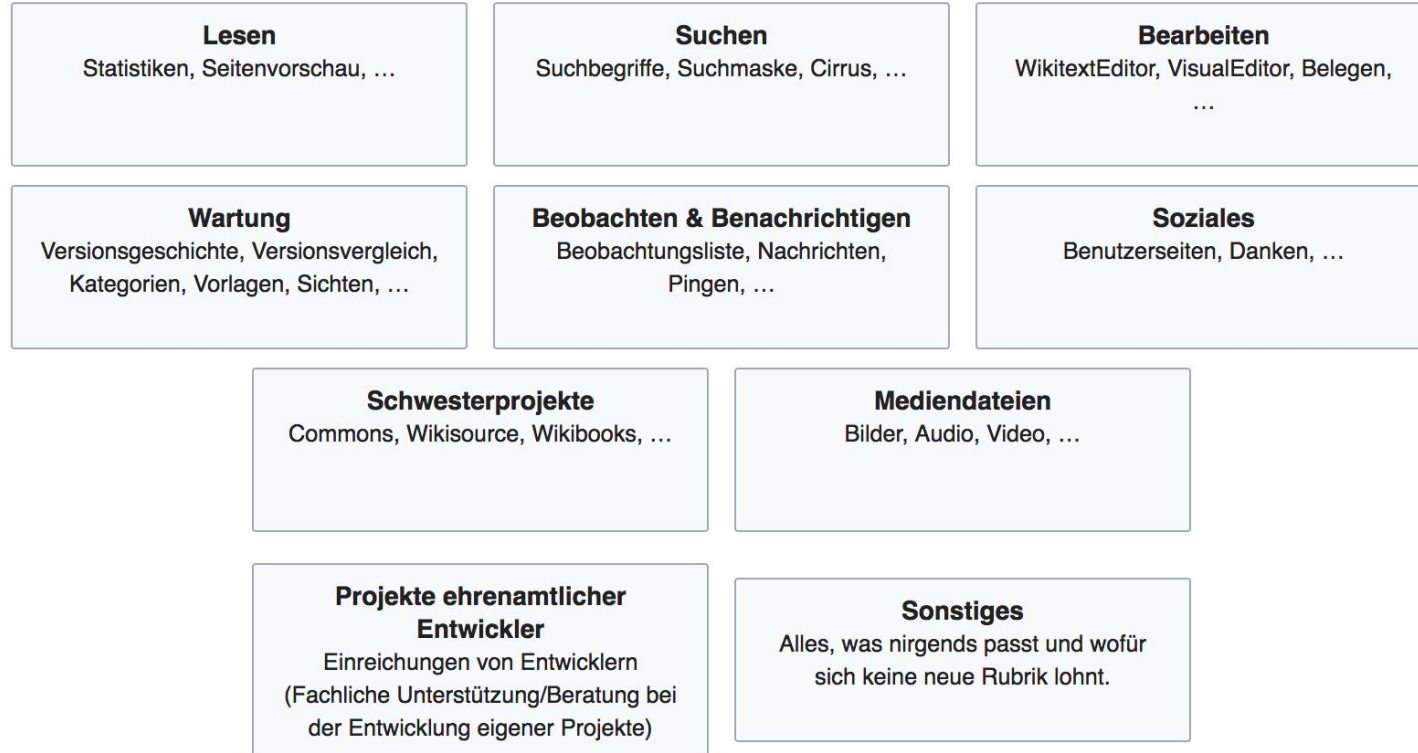 Lesen
Statistiken, Seitenvorschau, …
Suchen
Suchbegriffe, Suchmaske, Cirrus, …
Bearbeiten
WikitextEditor, VisualEditor, Belegen,
…
Wartung
Versionsgeschichte, Versionsvergleich,
Kategorien, Vorlagen, Sichten, …
Beobachten & Benachrichtigen
Beobachtungsliste, Nachrichten,
Pingen, …
Soziales
Benutzerseiten, Danken, …
Schwesterprojekte
Commons, Wikisource, Wikibooks, …
Mediendateien
Bilder, Audio, Video, …
Projekte ehrenamtlicher
Entwickler
Einreichungen von Entwicklern
(Fachliche Unterstützung/Beratung bei
der Entwicklung eigener Projekte)
Sonstiges
Alles, was nirgends passt und wofür
sich keine neue Rubrik lohnt.